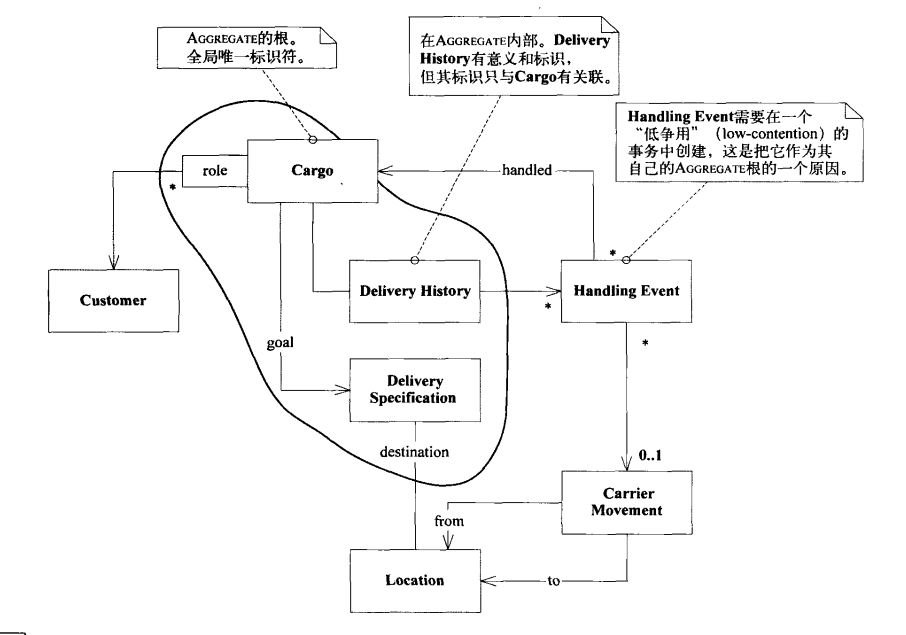 AGGREGATE的根。
全局唯一标识符。
在AGGREGATE内部。Delivery
History有意义和标识，
但其标识只与Cargo有关联。
Handling Event需要在一个
“低争用”（low-contention）的
事务中创建，这是把它作为其
自己的AGGREGATE根的一个原因。
role
*
Cargo
handled
Customer
Delivery History
*
*
Handling Event
*
goal
Delivery
Specification
destination
0..1
Carrier
Movement
from
Location
to